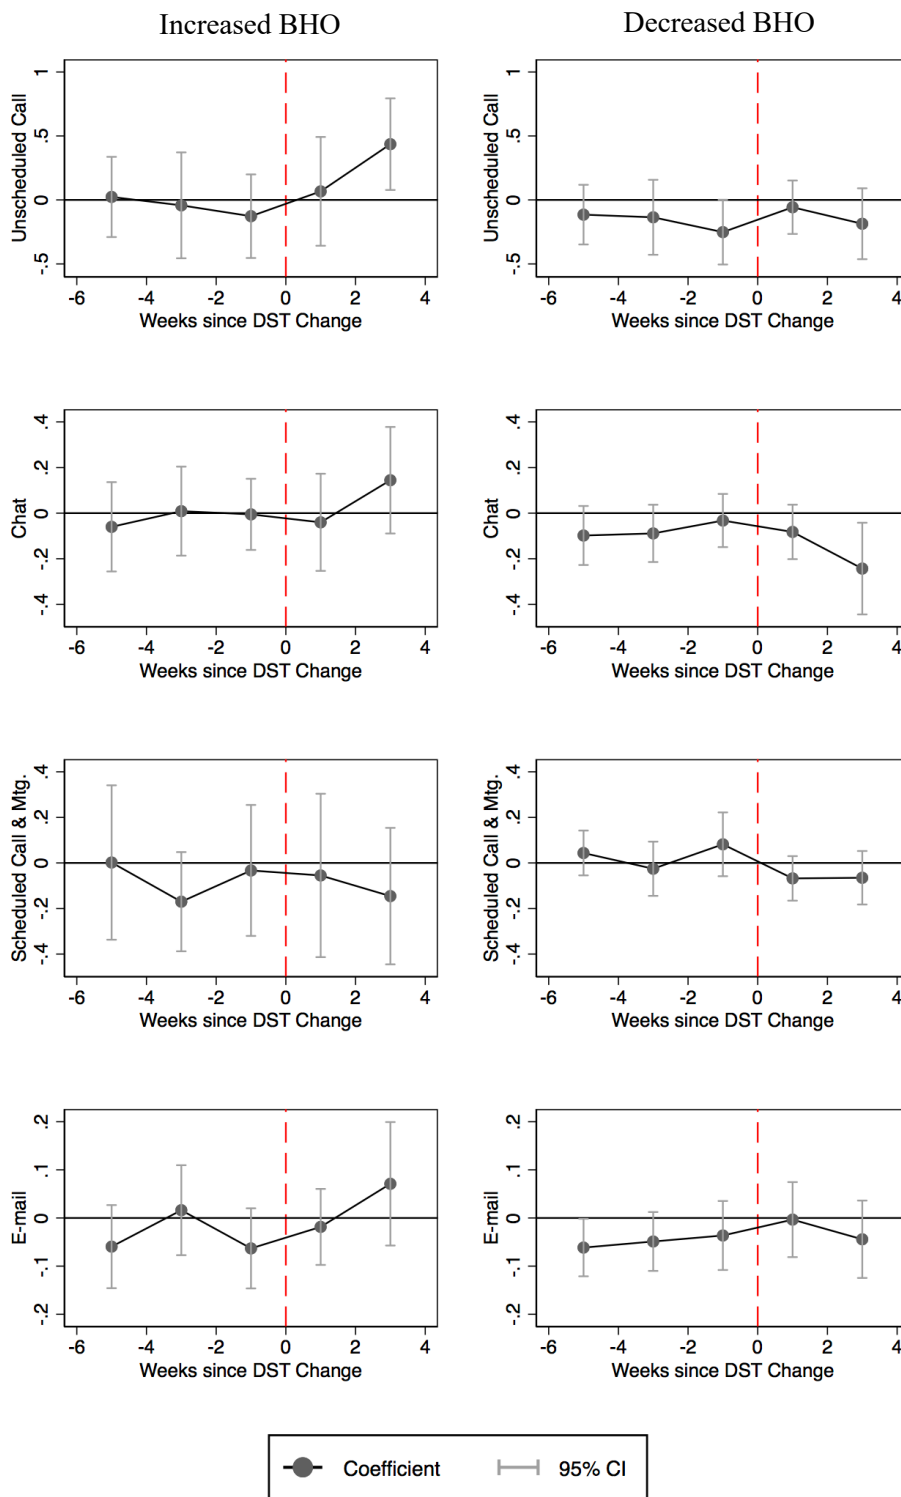 Increased BHO
Decreased BHO
Unscheduled Call
1
.5
0
-.5
-6 -4 -2 0 2 4
Weeks since DST Change
Unscheduled Call
1
.5
0
-.5
-6 -4 -2 0 2 4
Weeks since DST Change
Chat
.4
.2
0
-.2
-.4
-6 -4 -2 0 2 4
Weeks since DST Change
Chat
.4
.2
0
-.2
-.4
-6 -4 -2 0 2 4
Weeks since DST Change
Scheduled Call & Mtg.
.4
.2
0
-.2
-.4
-6 -4 -2 0 2 4
Weeks since DST Change
Scheduled Call & Mtg.
.4
.2
0
-.2
-.4
-6 -4 -2 0 2 4
Weeks since DST Change
E-mail
.2
.1
0
-.1
-.2
-6 -4 -2 0 2 4
Weeks since DST Change
E-mail
.2
.1
0
-.1
-.2
-6 -4 -2 0 2 4
Weeks since DST Change
Coefficient
95% CI